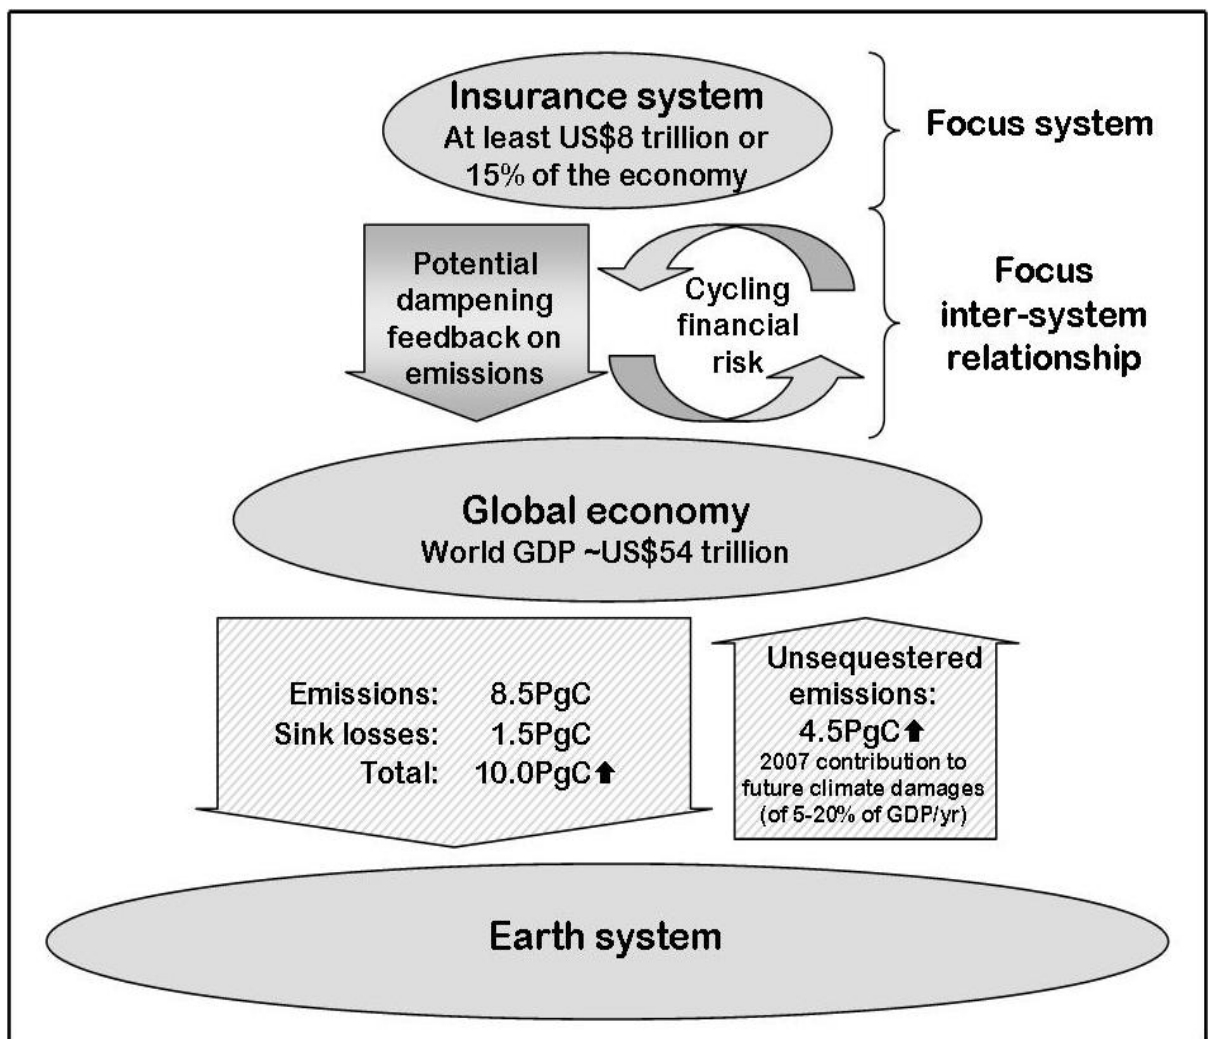 Insurance system
At least US$8 trillion or
15% of the economy
Focus system
Potential
dampening
feedback on
emissions
Cycling
financial
risk
Focus
inter-system
relationship
Global economy
World GDP ~US$54 trillion
Emissions: 8.5PgC
Sink losses: 1.5PgC
Total: 10.0PgC⬆
Unsequestered
emissions:
4.5PgC⬆
2007 contribution to
future climate damages
(of 5-20% of GDP/yr)
Earth system